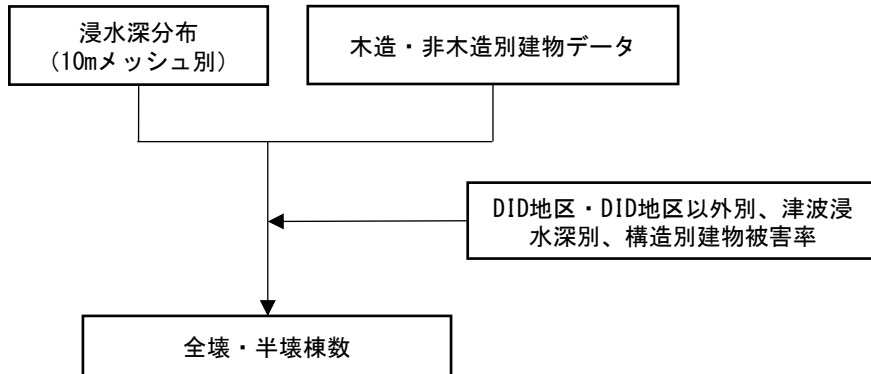 浸水深分布
（10mメッシュ別）
木造・非木造別建物データ
DID地区・DID地区以外別、津波浸
水深別、構造別建物被害率
全壊・半壊棟数